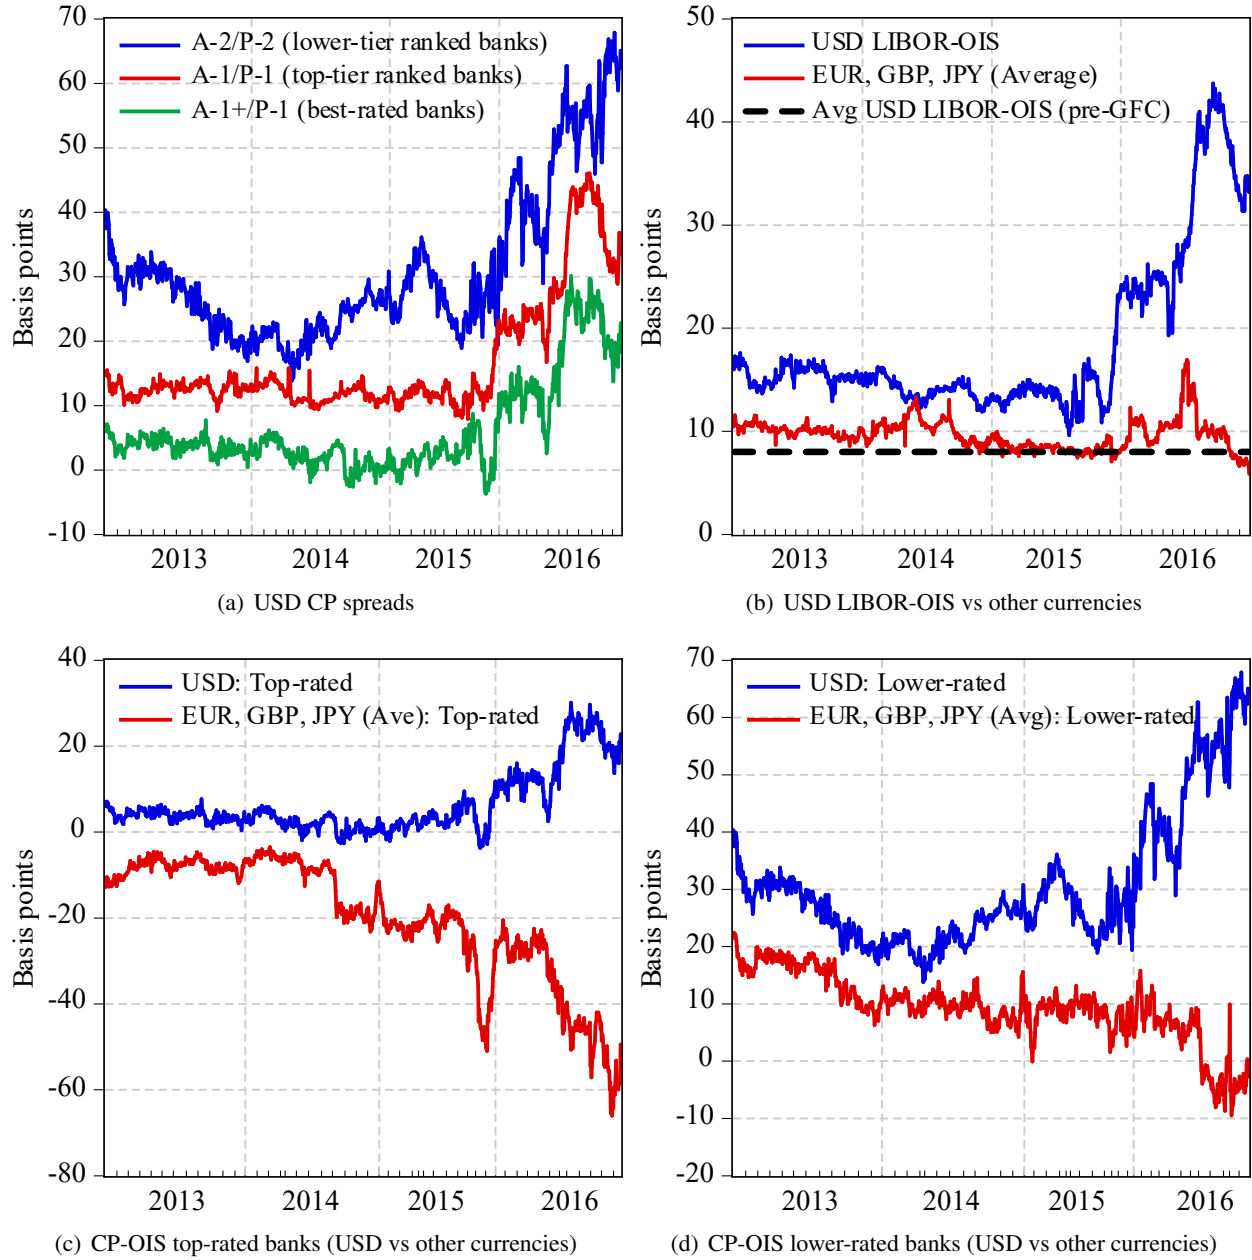 70
60
50
40
30
20
10
0
-10
Basis points
A-2/P-2 (lower-tier ranked banks)
A-1/P-1 (top-tier ranked banks)
A-1+/P-1 (best-rated banks)
2013 2014 2015 2016
(a) USD CP spreads
50
40
30
20
10
0
Basis points
USD LIBOR-OIS
EUR, GBP, JPY (Average)
Avg USD LIBOR-OIS (pre-GFC)
2013 2014 2015 2016
(b) USD LIBOR-OIS vs other currencies
40
20
0
-20
-40
-60
-80
Basis points
USD: Top-rated
EUR, GBP, JPY (Ave): Top-rated
2013 2014 2015 2016
(c) CP-OIS top-rated banks (USD vs other currencies)
70
60
50
40
30
20
10
0
-10
-20
Basis points
USD: Lower-rated
EUR, GBP, JPY (Avg): Lower-rated
2013 2014 2015 2016
(d) CP-OIS lower-rated banks (USD vs other currencies)